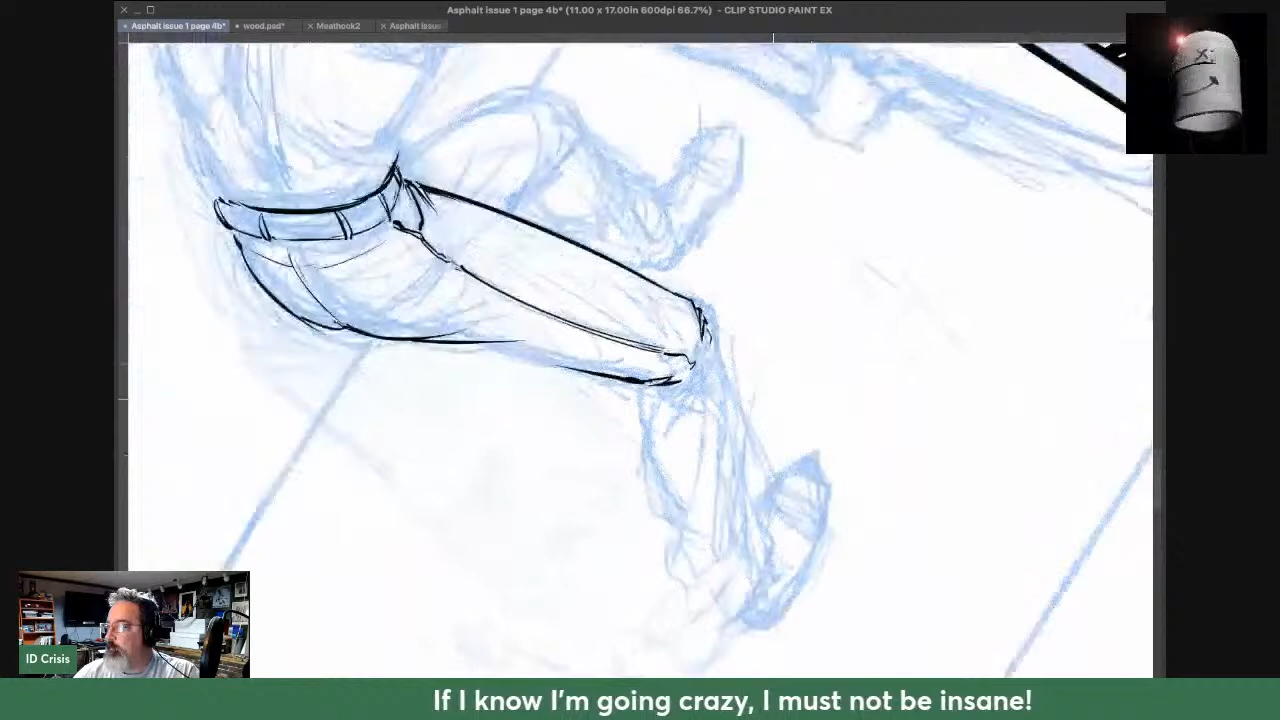 Asphalt issue 1 page 4b* (11.00 x 17.00in 600dpi 66.7%) - CLIP STUDIO PAINT EX
Asphalt issue 1 page 4b*
wood.pad*
Meathook2
Asphalt issue
X:
ID Crisis
If I know I'm going crazy, I must not be insane!